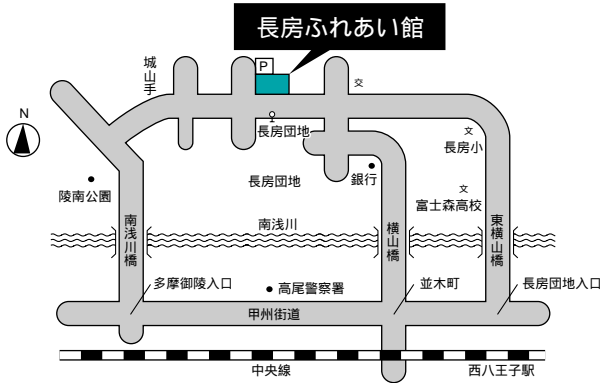 長房ふれあい館
城山手
P
交
N
長房団地
文
長房小
長房団地
銀行
陵南公園
文
富士森高校
南浅川橋
南浅川
横山橋
東横山橋
多摩御陵入口
高尾警察署
並木町
長房団地入口
甲州街道
中央線
西八王子駅